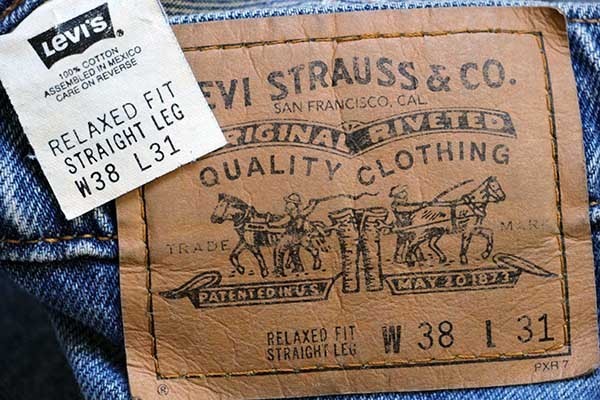 Levi's
100% COTTON
ASSEMBLED IN MEXICO
CARE ON REVERSE
RELAXED FIT
STRAIGHT LEG
W38 L31
EVI STRAUSS & CO.
SAN FRANCISCO, CAL.
ORIGINAL RIVETED
QUALITY CLOTHING
TRADE MARK
PATENTED IN U.S. MAY 20 1873
RELAXED FIT
STRAIGHT LEG
W 38 L 31
PXR 7
®